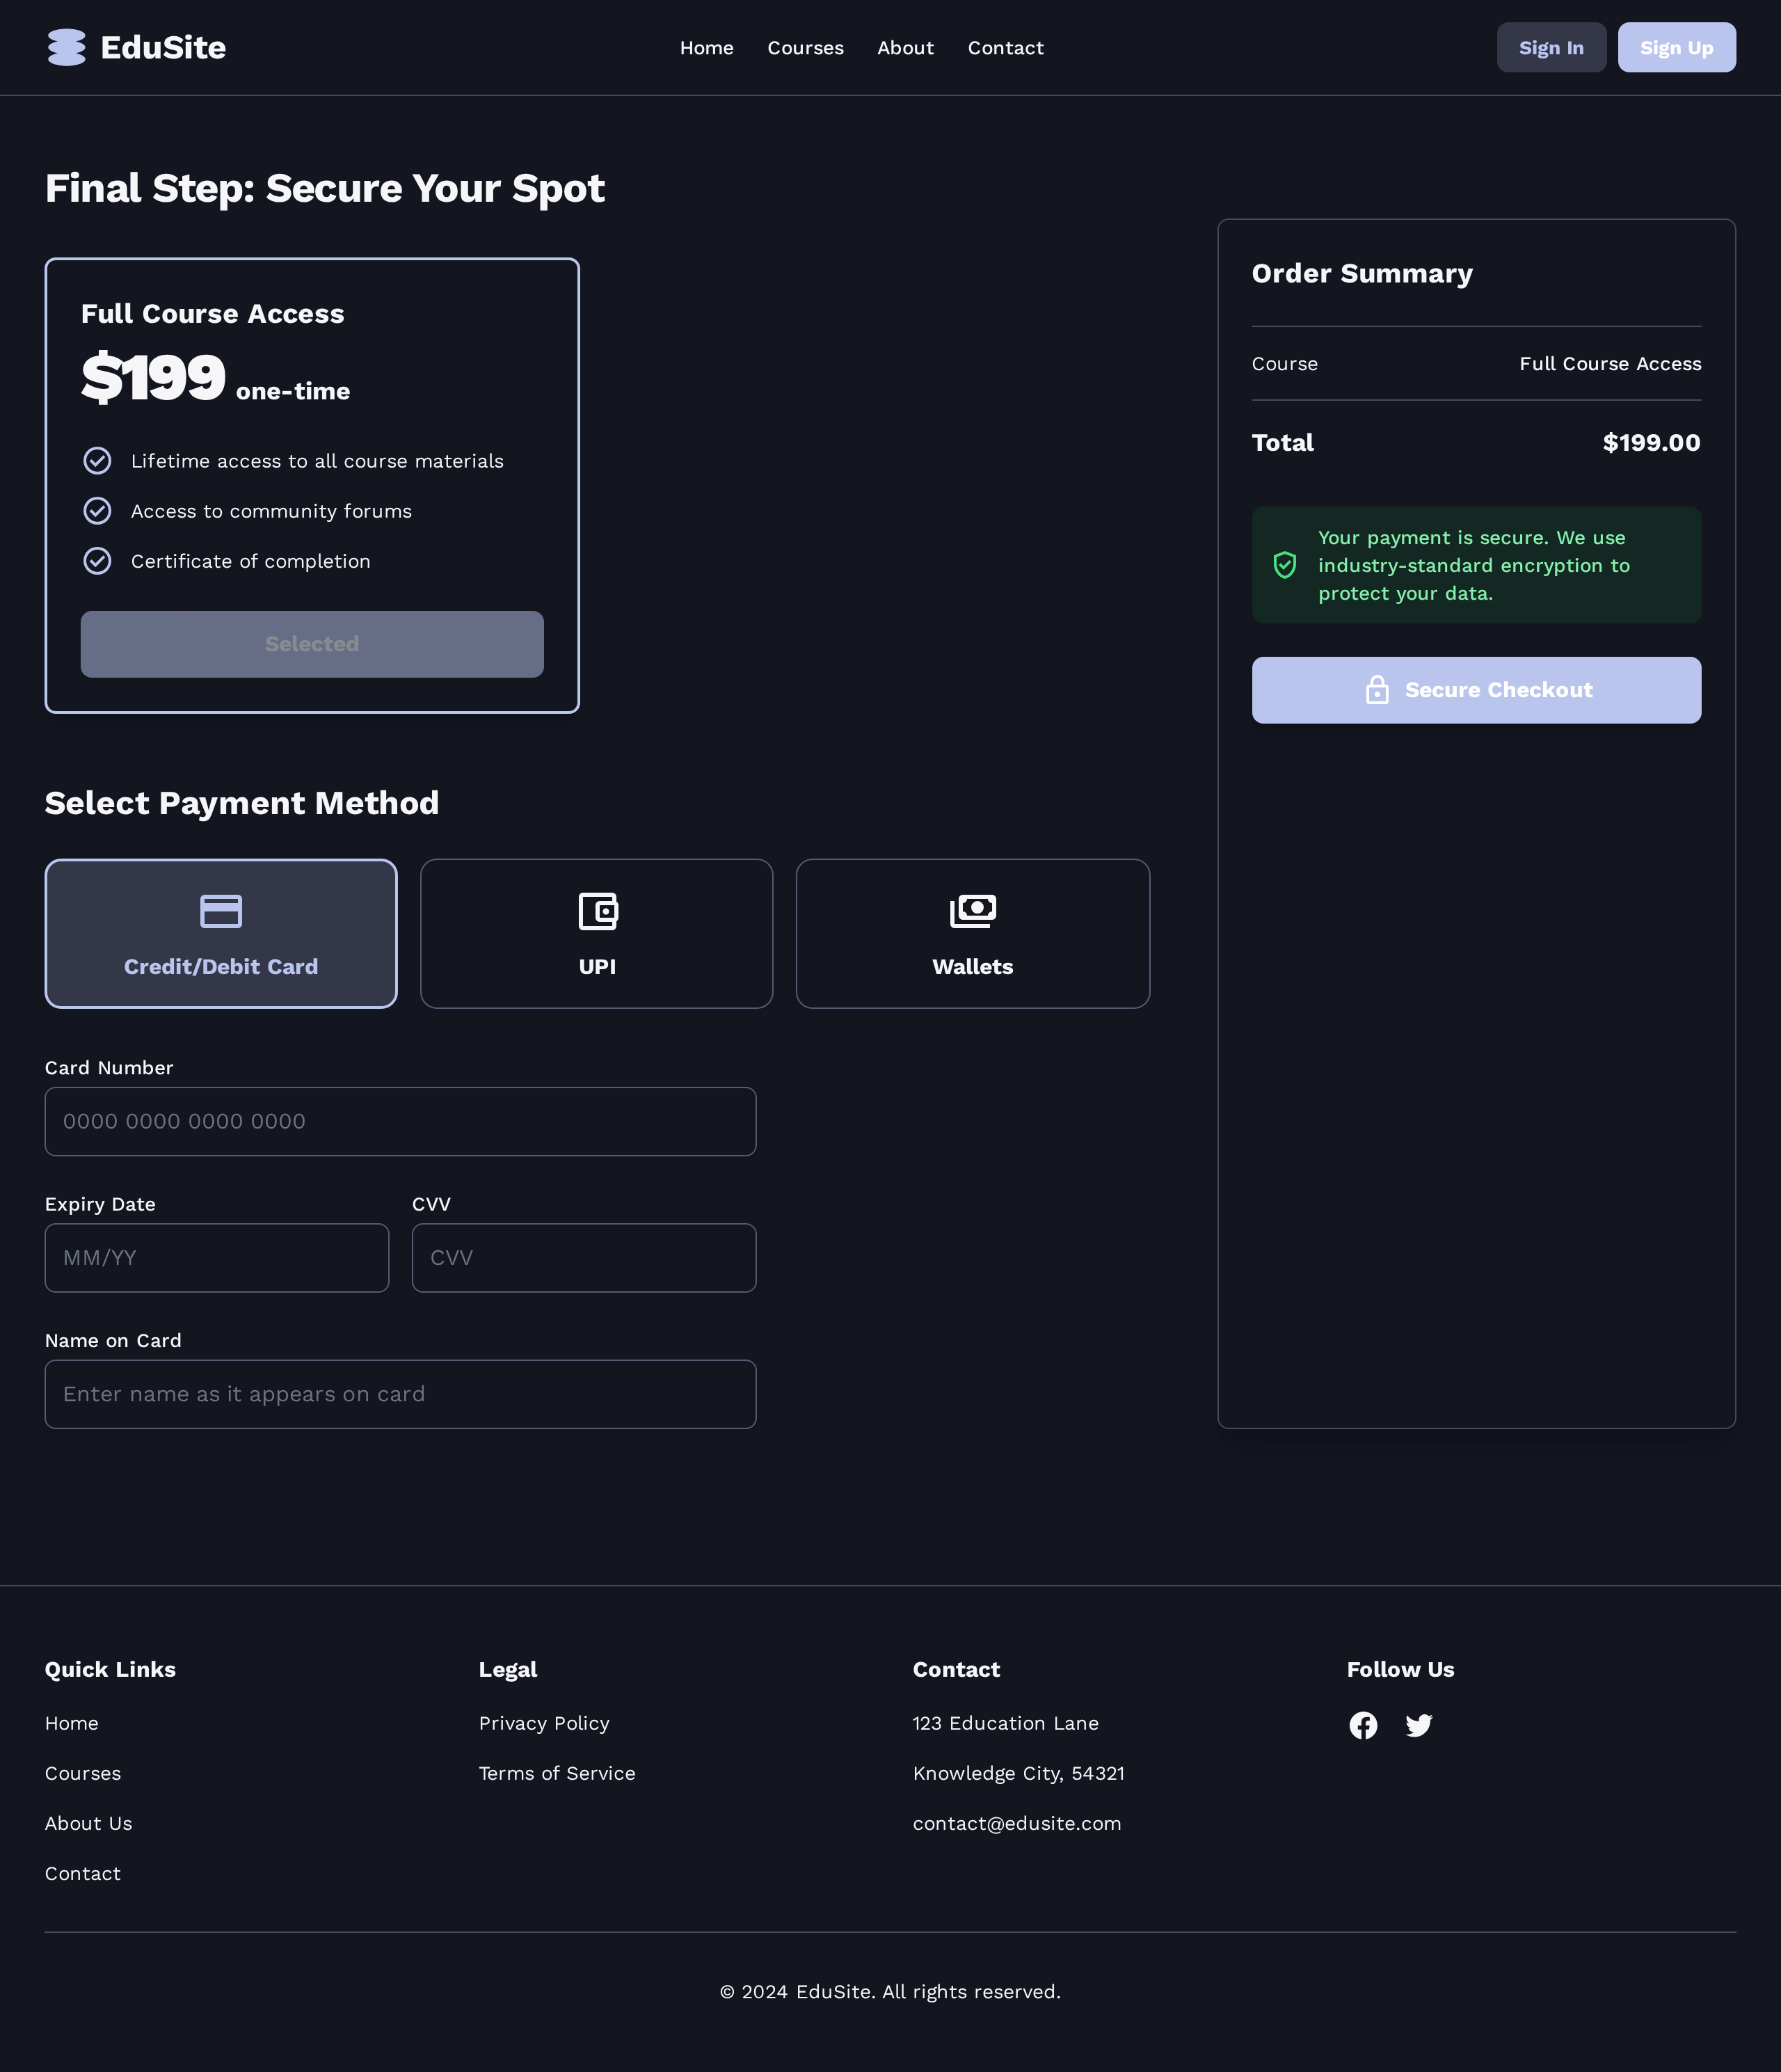 EduSite
Home
Courses
About
Contact
Sign In
Sign Up
Final Step: Secure Your Spot
Full Course Access
$199 one-time
Lifetime access to all course materials
Access to community forums
Certificate of completion
Selected
Select Payment Method
Credit/Debit Card
UPI
Wallets
Card Number
0000 0000 0000 0000
Expiry Date
CVV
MM/YY
CVV
Name on Card
Enter name as it appears on card
Order Summary
Course
Full Course Access
Total
$199.00
Your payment is secure. We use
industry-standard encryption to
protect your data.
Secure Checkout
Quick Links
Home
Courses
About Us
Contact
Legal
Privacy Policy
Terms of Service
Contact
123 Education Lane
Knowledge City, 54321
contact@edusite.com
Follow Us
© 2024 EduSite. All rights reserved.